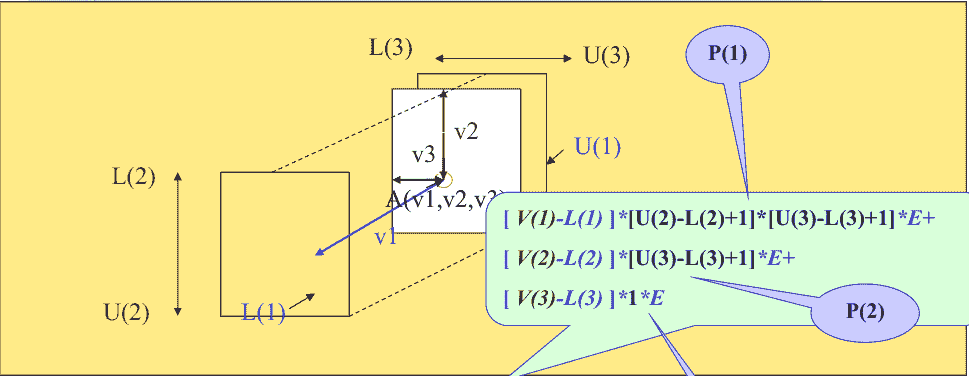 L(3)
U(3)
P(1)
v2
v3
U(1)
L(2)
A(v1,v2,v3)
v1
[ V(1)-L(1) ]*[U(2)-L(2)+1]*[U(3)-L(3)+1]*E+
[ V(2)-L(2) ]*[U(3)-L(3)+1]*E+
[ V(3)-L(3) ]*1*E
U(2)
L(1)
P(2)